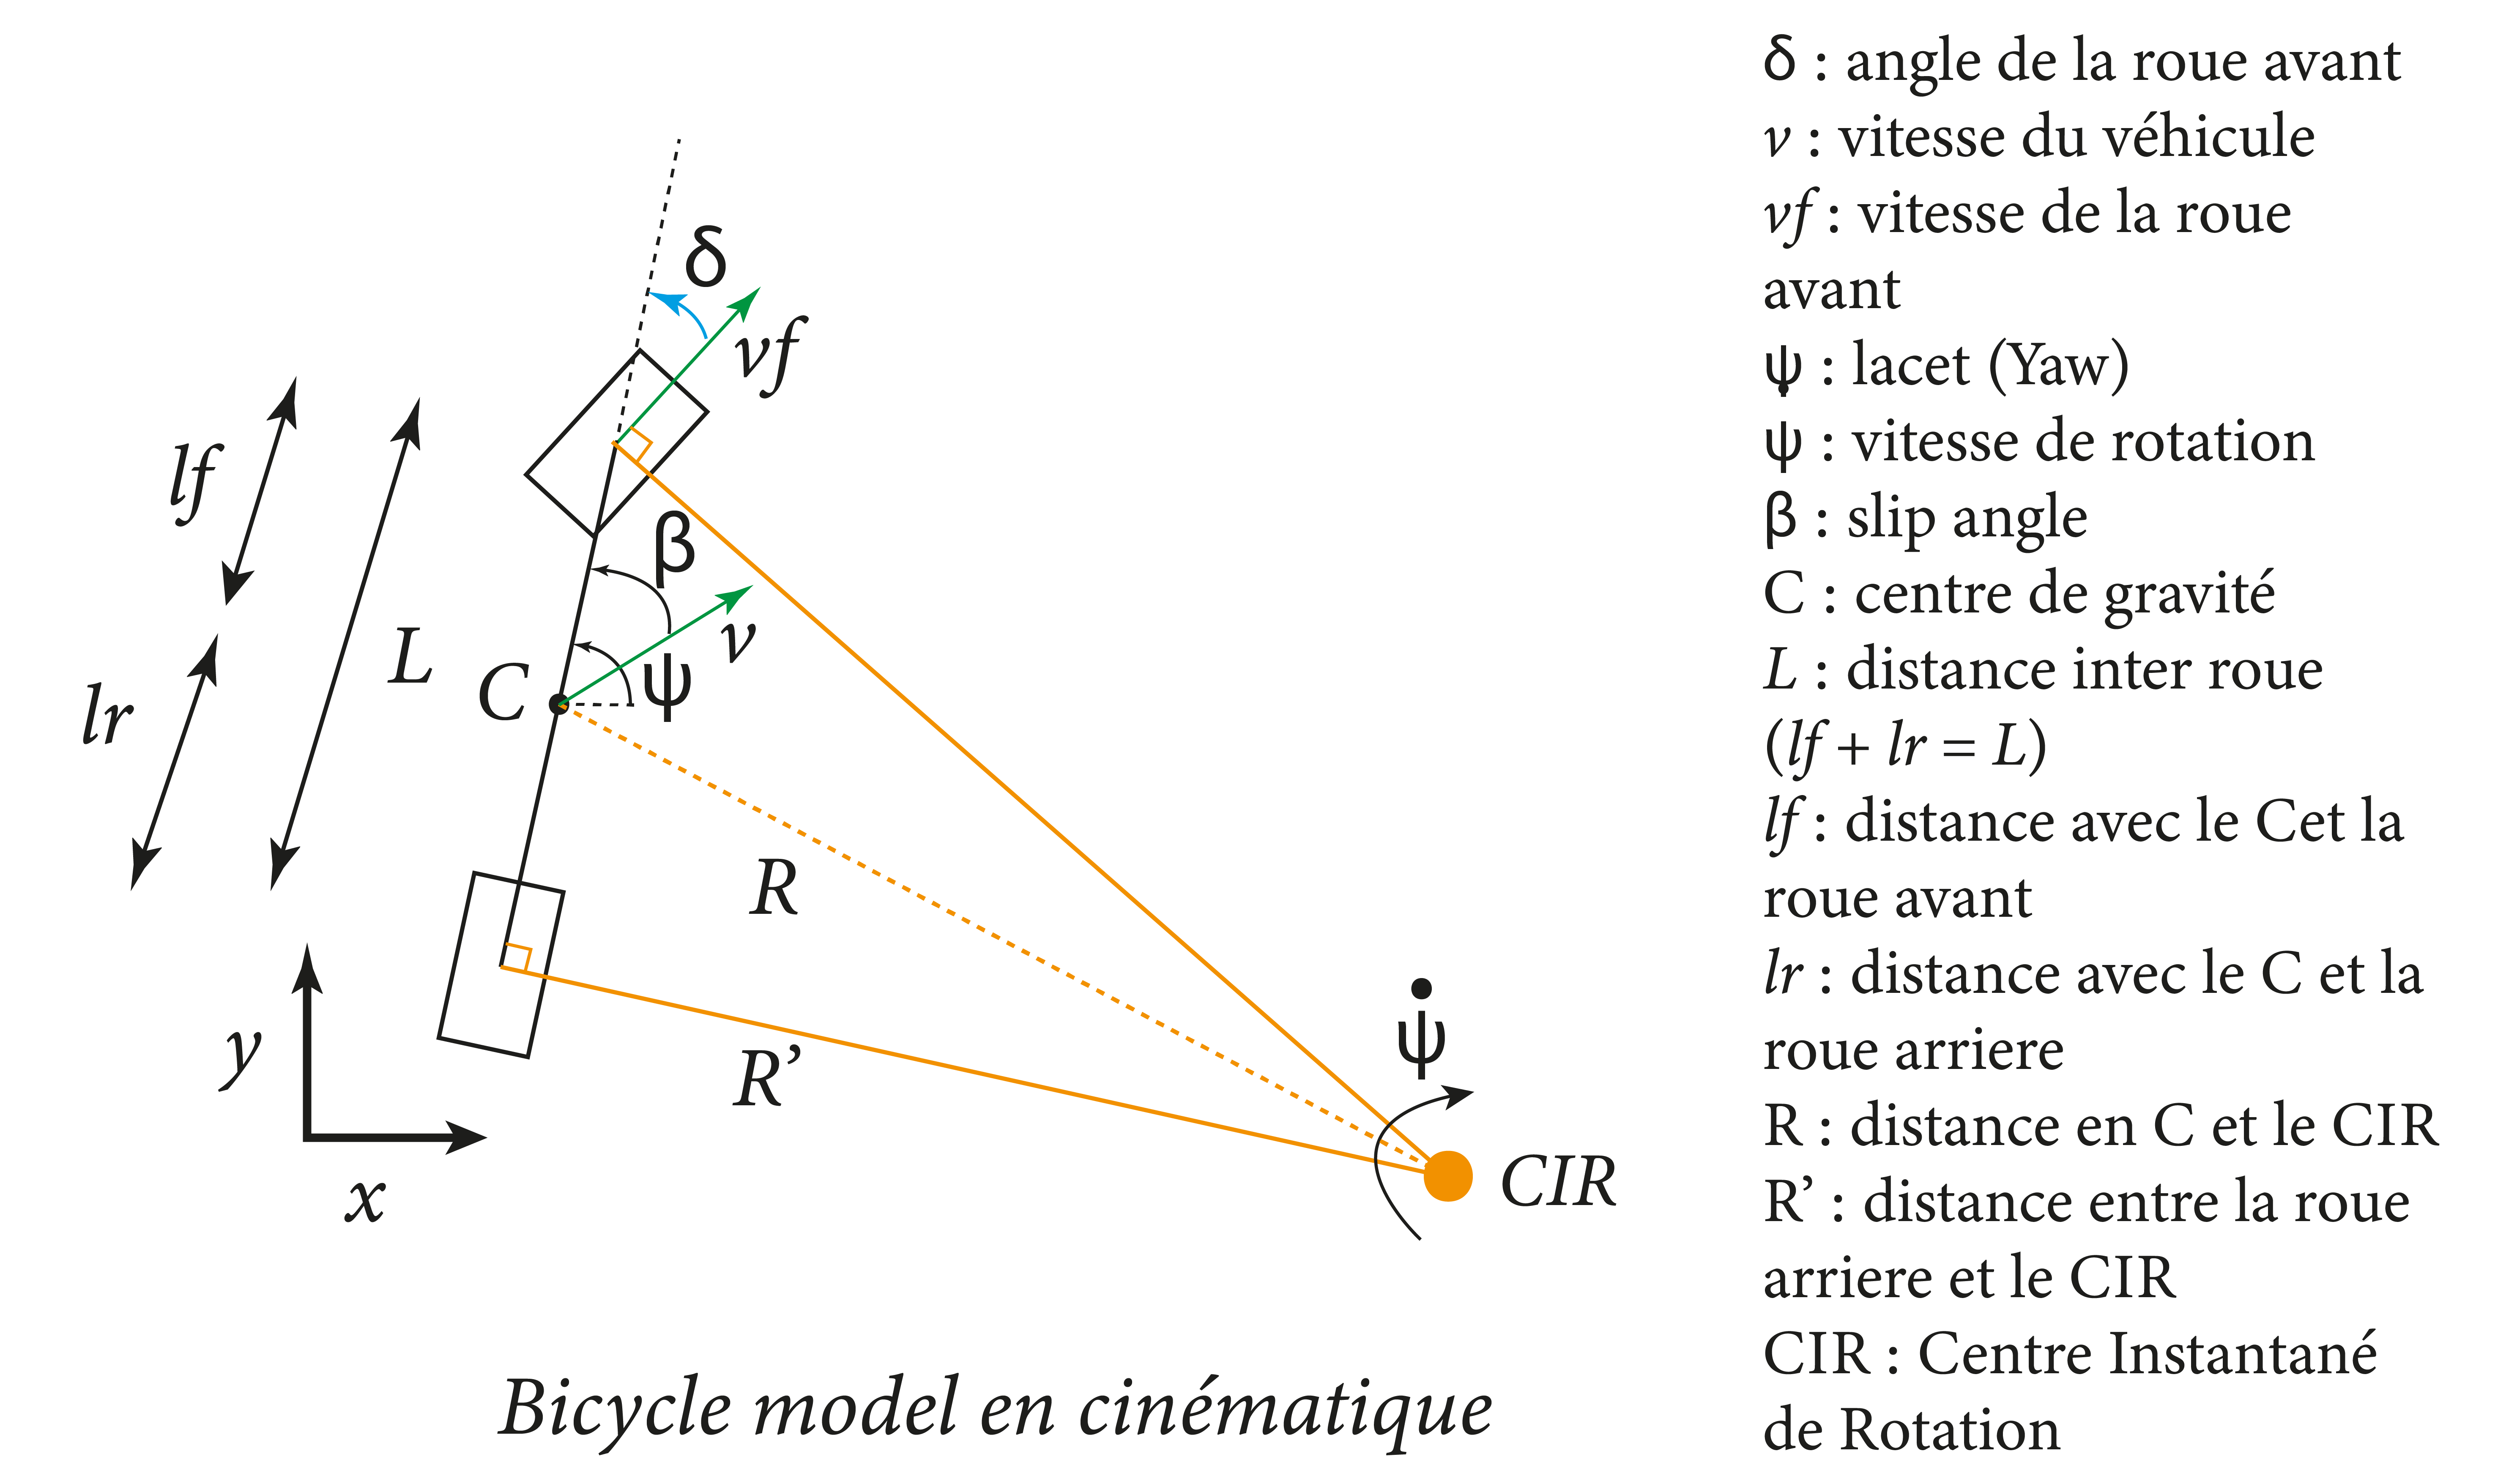 δ
vf
lf
β
L
v
C
ψ
lr
R
ψ̇
y
R’
CIR
x
Bicycle model en cinématique
δ : angle de la roue avant
v : vitesse du véhicule
vf : vitesse de la roue
avant
ψ : lacet (Yaw)
ψ̇ : vitesse de rotation
β : slip angle
C : centre de gravité
L : distance inter roue
(lf + lr = L)
lf : distance avec le Cet la
roue avant
lr : distance avec le C et la
roue arriere
R : distance en C et le CIR
R’ : distance entre la roue
arriere et le CIR
CIR : Centre Instantané
de Rotation